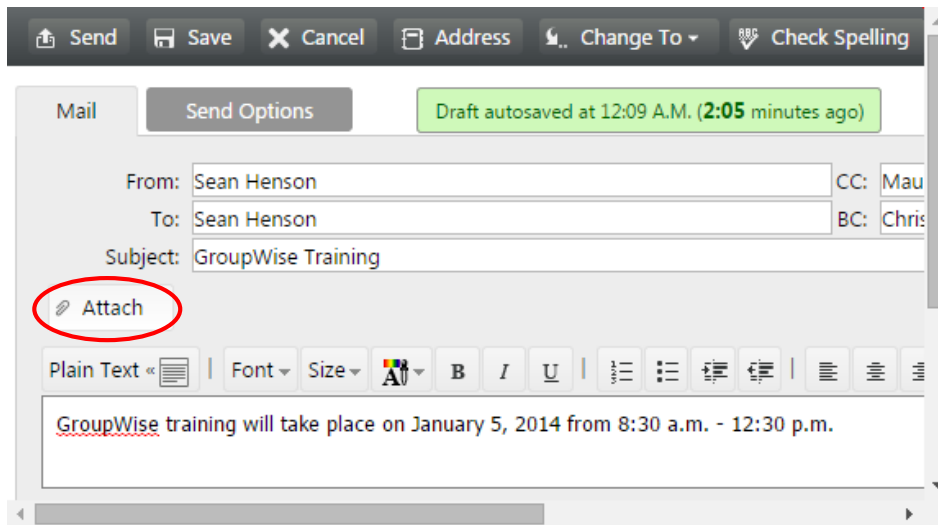 Send Save Cancel Address Change To Check Spelling
Mail Send Options Draft autosaved at 12:09 A.M. (2:05 minutes ago)
From: Sean Henson CC: Mau
To: Sean Henson BC: Chris
Subject: GroupWise Training
Attach
Plain Text « Font Size A B I U
GroupWise training will take place on January 5, 2014 from 8:30 a.m. - 12:30 p.m.